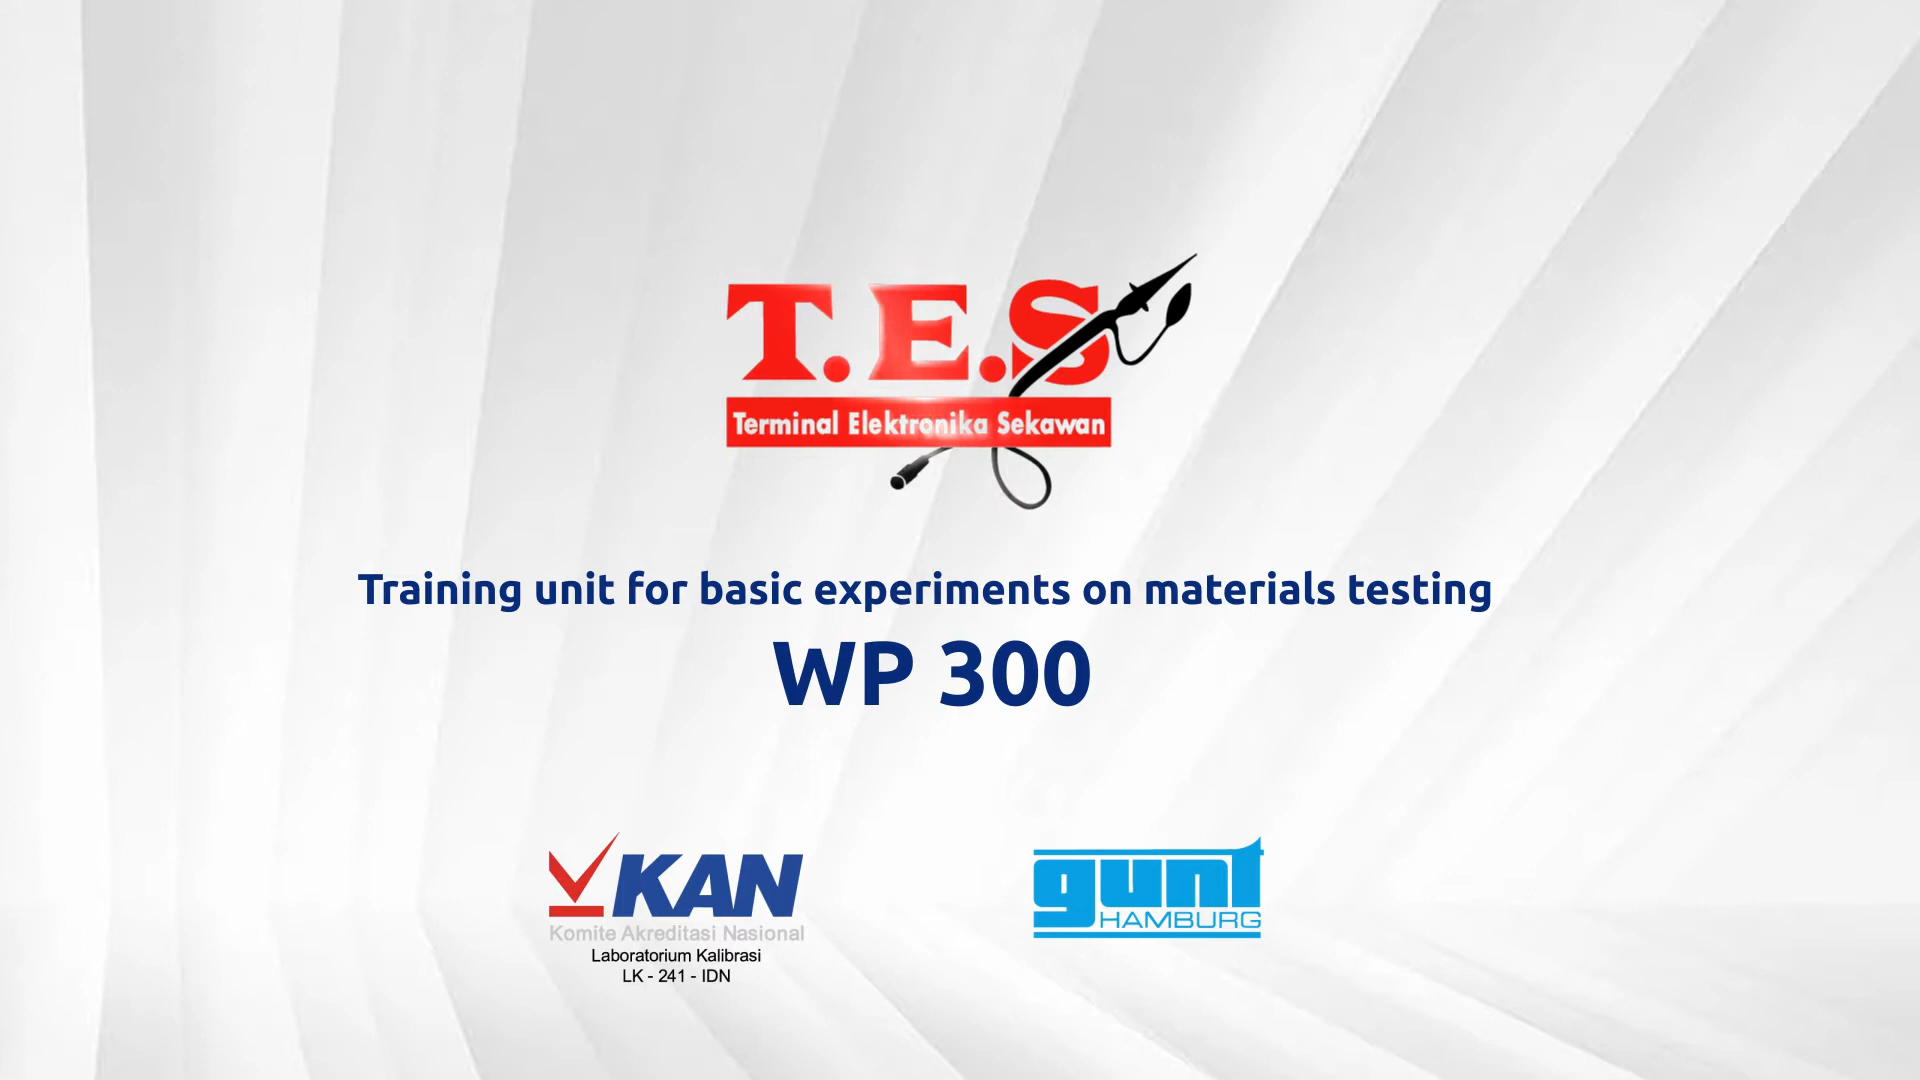 T.E.S
Terminal Elektronika Sekawan
Training unit for basic experiments on materials testing
WP 300
KAN
Komite Akreditasi Nasional
Laboratorium Kalibrasi
LK - 241 - IDN
gunt
HAMBURG